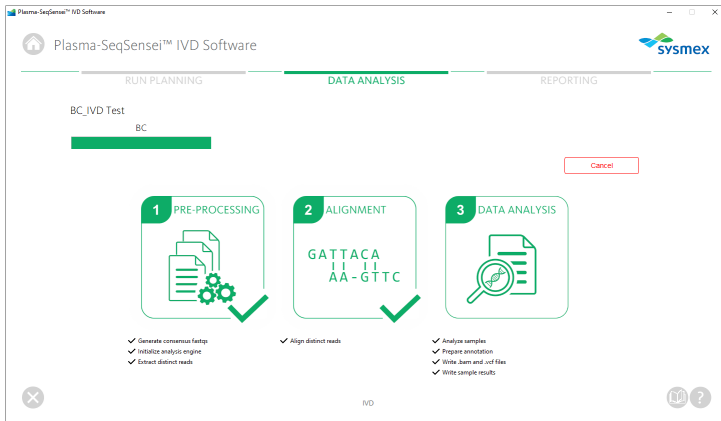 Plasma-SeqSensei™ IVD Software
Plasma-SeqSensei™ IVD Software
sysmex
RUN PLANNING
DATA ANALYSIS
REPORTING
BC_IVD Test
BC
Cancel
1 PRE-PROCESSING
2 ALIGNMENT
3 DATA ANALYSIS
GATTACA
AA-GTTC
Generate consensus fastqs
Initialize analysis engine
Extract distinct reads
Align distinct reads
Analyze samples
Prepare annotation
Write .bam and .vcf files
Write sample results
IVD
?